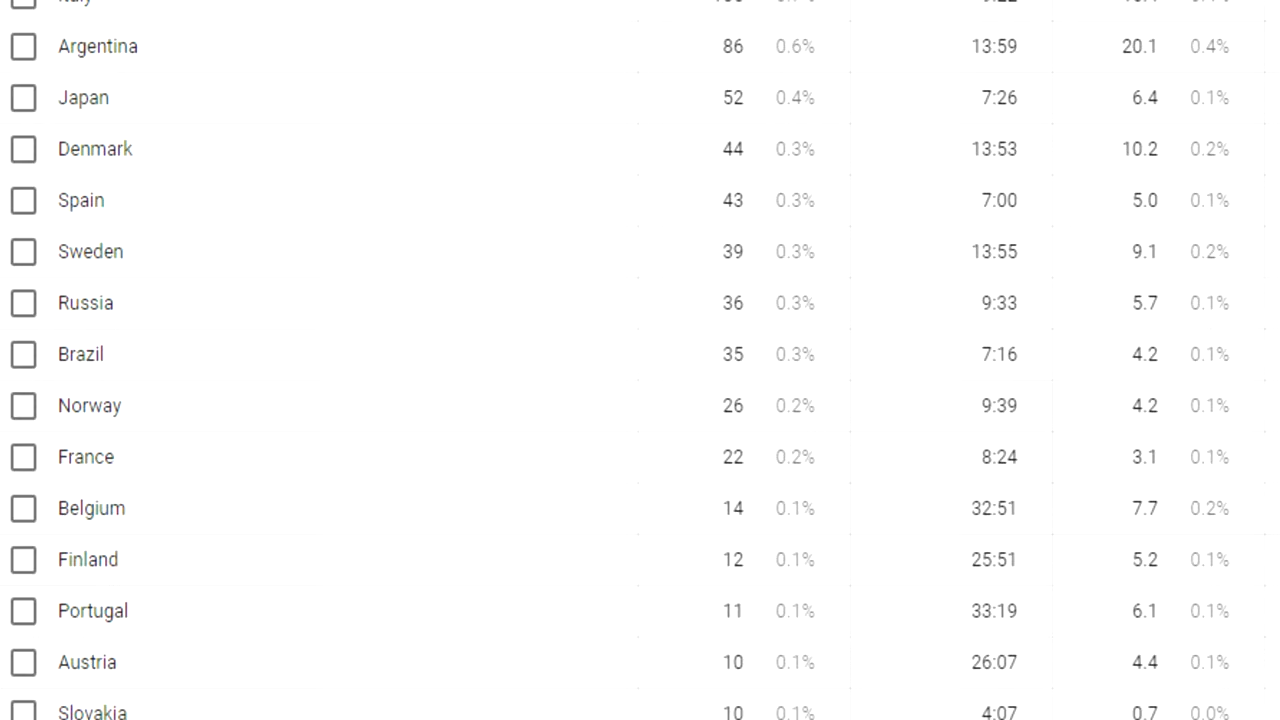 Argentina 86 0.6% 13:59 20.1 0.4%
Japan 52 0.4% 7:26 6.4 0.1%
Denmark 44 0.3% 13:53 10.2 0.2%
Spain 43 0.3% 7:00 5.0 0.1%
Sweden 39 0.3% 13:55 9.1 0.2%
Russia 36 0.3% 9:33 5.7 0.1%
Brazil 35 0.3% 7:16 4.2 0.1%
Norway 26 0.2% 9:39 4.2 0.1%
France 22 0.2% 8:24 3.1 0.1%
Belgium 14 0.1% 32:51 7.7 0.2%
Finland 12 0.1% 25:51 5.2 0.1%
Portugal 11 0.1% 33:19 6.1 0.1%
Austria 10 0.1% 26:07 4.4 0.1%
Slovakia 10 0.1% 4:07 0.7 0.0%